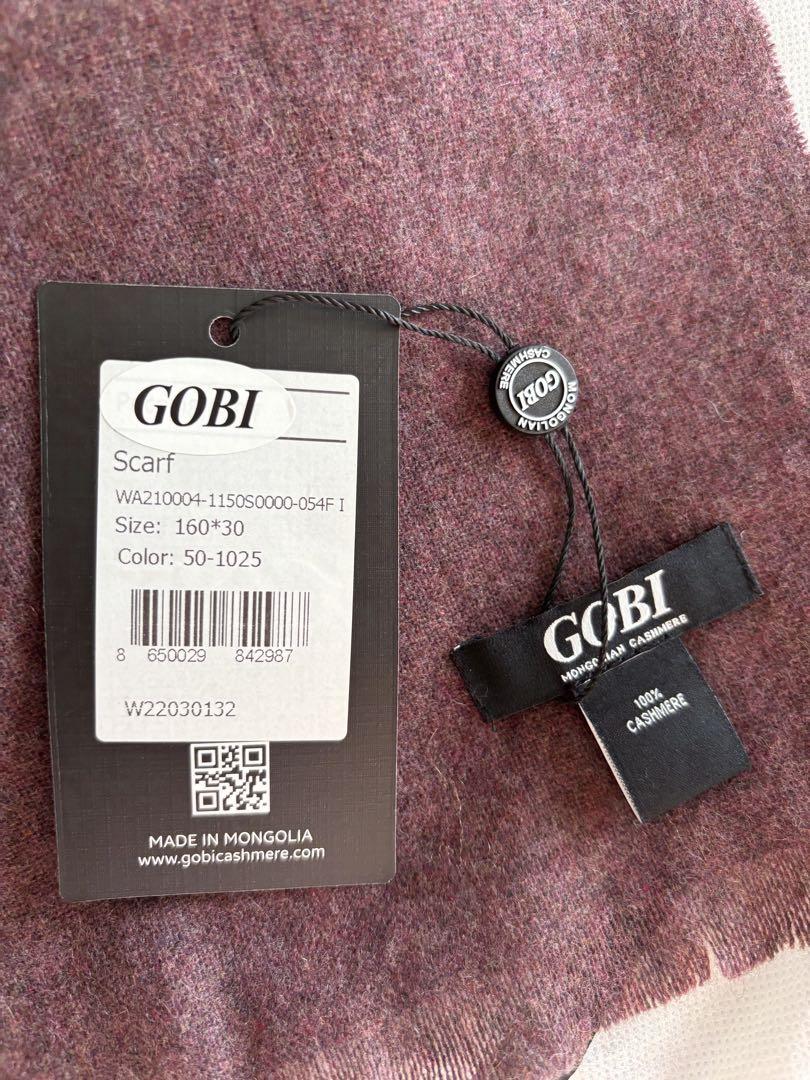 GOBI
Scarf
WA210004-1150S0000-054F I
Size: 160*30
Color: 50-1025
8 650029 842987
W22030132
MADE IN MONGOLIA
www.gobicashmere.com
MONGOLIAN
CASHMERE
GOBI
GOBI
MONGOLIAN CASHMERE
100%
CASHMERE